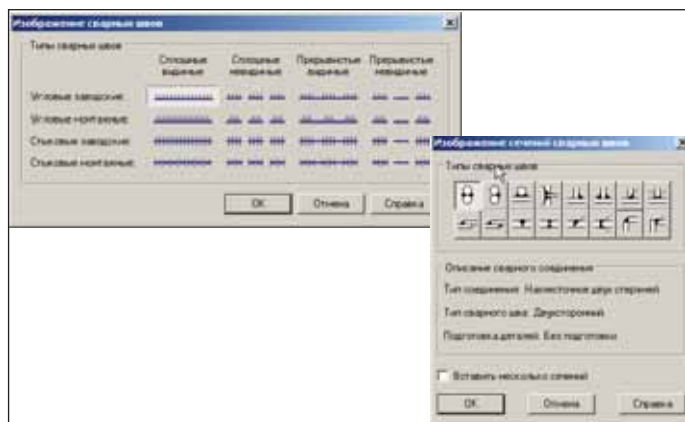 Изображение сварных швов
Типы сварных швов
Сплошные видимые
Сплошные невидимые
Прерывистые видимые
Прерывистые невидимые
Угловые заводские:
Угловые монтажные:
Стыковые заводские:
Стыковые монтажные:
OK
Отмена
Справка
Изображение сечений сварных швов
Типы сварных швов
Описание сварного соединения
Тип соединения: Нахлесточное двух стержней
Тип сварного шва: Двусторонний
Подготовка деталей: Без подготовки
Вставить несколько сечений
OK
Отмена
Справка